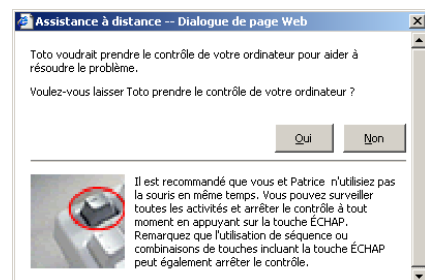 Assistance à distance -- Dialogue de page Web
Toto voudrait prendre le contrôle de votre ordinateur pour aider à
résoudre le problème.
Voulez-vous laisser Toto prendre le contrôle de votre ordinateur ?
Oui Non
Il est recommandé que vous et Patrice n'utilisiez pas
la souris en même temps. Vous pouvez surveiller
toutes les activités et arrêter le contrôle à tout
moment en appuyant sur la touche ÉCHAP.
Remarquez que l'utilisation de séquence ou
combinaisons de touches incluant la touche ÉCHAP
peut également arrêter le contrôle.